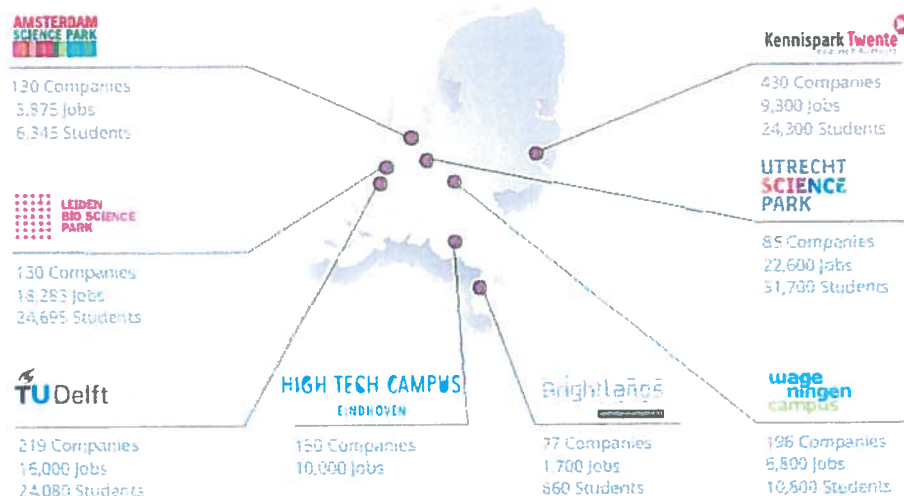 AMSTERDAM
SCIENCE PARK
130 Companies
3,875 Jobs
6,345 Students
Kennispark Twente
430 Companies
9,300 Jobs
24,300 Students
LEIDEN
BIO SCIENCE
PARK
130 Companies
18,283 Jobs
24,695 Students
UTRECHT
SCIENCE
PARK
85 Companies
22,600 Jobs
51,700 Students
TU Delft
219 Companies
16,000 Jobs
24,080 Students
HIGH TECH CAMPUS
EINDHOVEN
150 Companies
10,000 Jobs
Brightlands
77 Companies
1,700 Jobs
660 Students
wage
ningen
campus
196 Companies
6,800 Jobs
10,800 Students